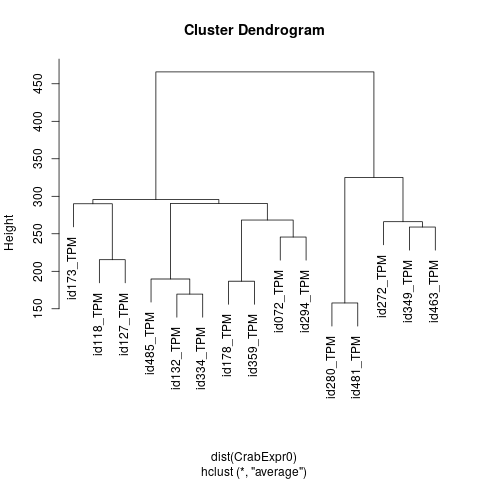 Cluster Dendrogram
Height
450
400
350
300
250
200
150
id173_TPM
id118_TPM
id127_TPM
id485_TPM
id132_TPM
id334_TPM
id178_TPM
id359_TPM
id072_TPM
id294_TPM
id280_TPM
id481_TPM
id272_TPM
id349_TPM
id463_TPM
dist(CrabExpr0)
hclust (*, "average")